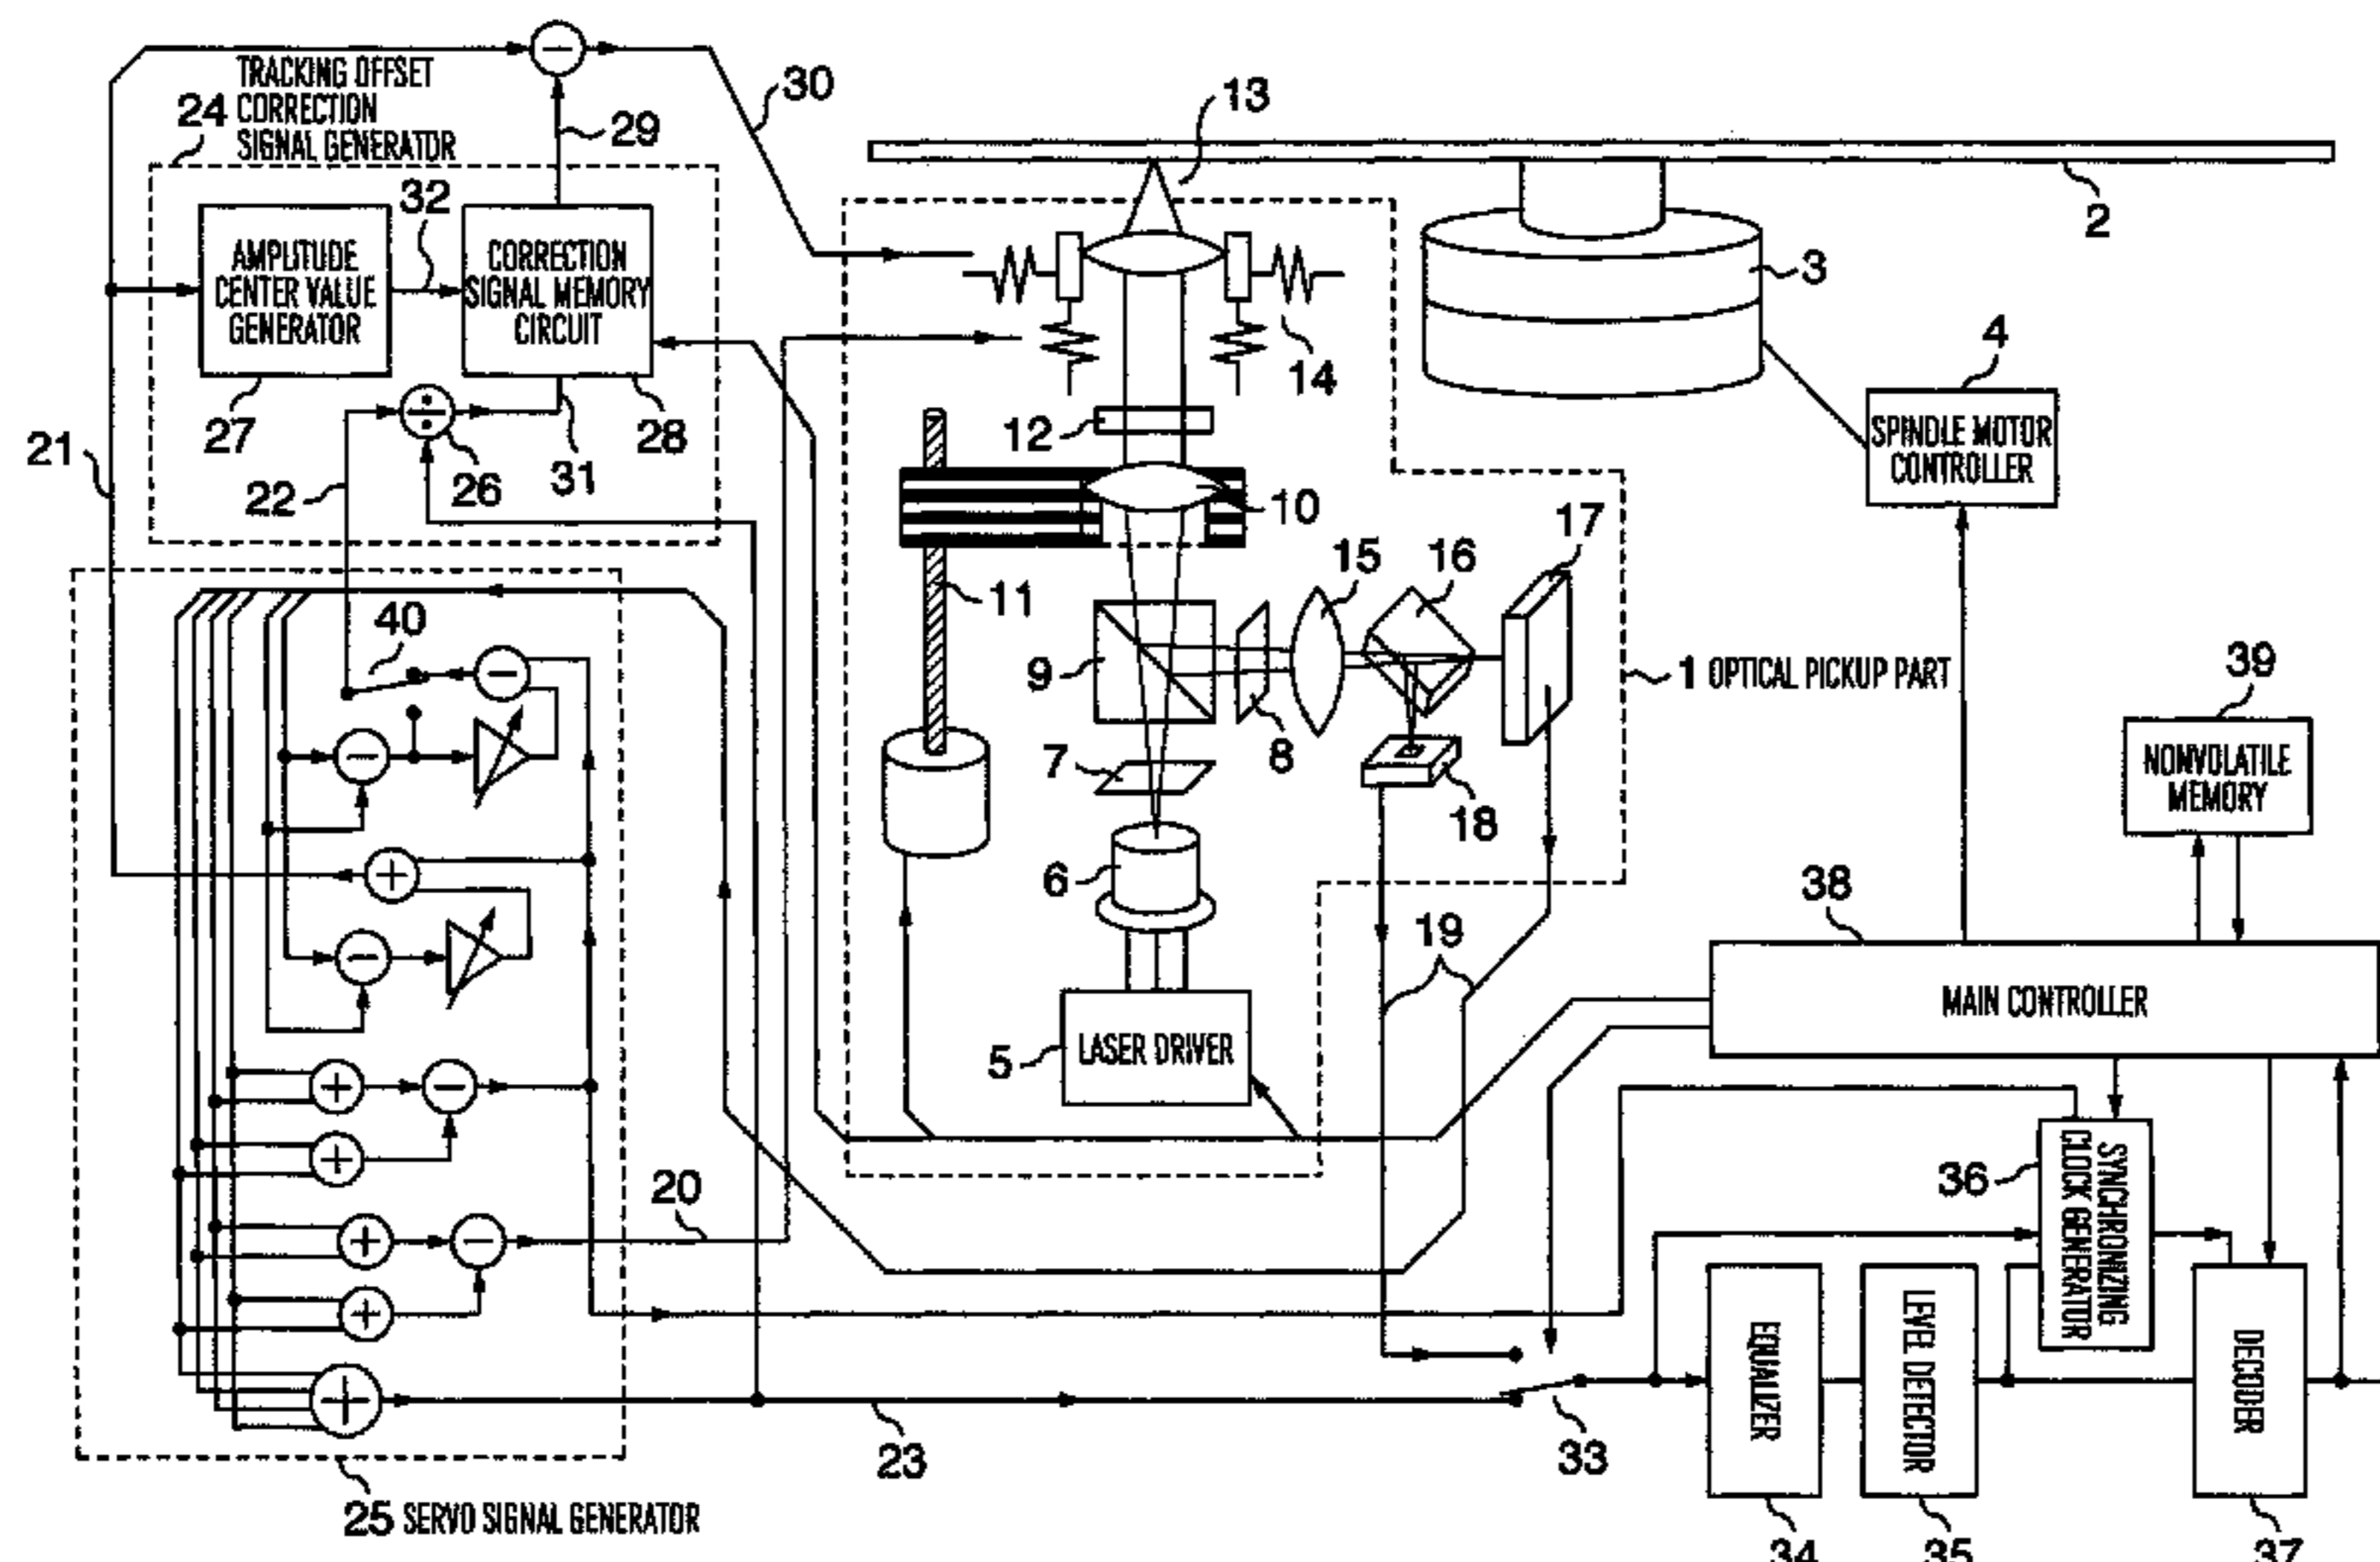 30
13
TRACKING OFFSET
24 CORRECTION
SIGNAL GENERATOR
29
32
2
AMPLITUDE
CENTER VALUE
GENERATOR
CORRECTION
SIGNAL MEMORY
CIRCUIT
3
4
14
27
28
12
SPINDLE MOTOR
CONTROLLER
21
22
26
31
10
17
15
16
11
40
9
1 OPTICAL PICKUP PART
39
8
7
NONVOLATILE
MEMORY
18
6
38
19
MAIN CONTROLLER
5
LASER DRIVER
36
SYNCHRONIZING
CLOCK GENERATOR
20
EQUALIZER
LEVEL DETECTOR
DECODER
23
33
25 SERVO SIGNAL GENERATOR
34
35
37